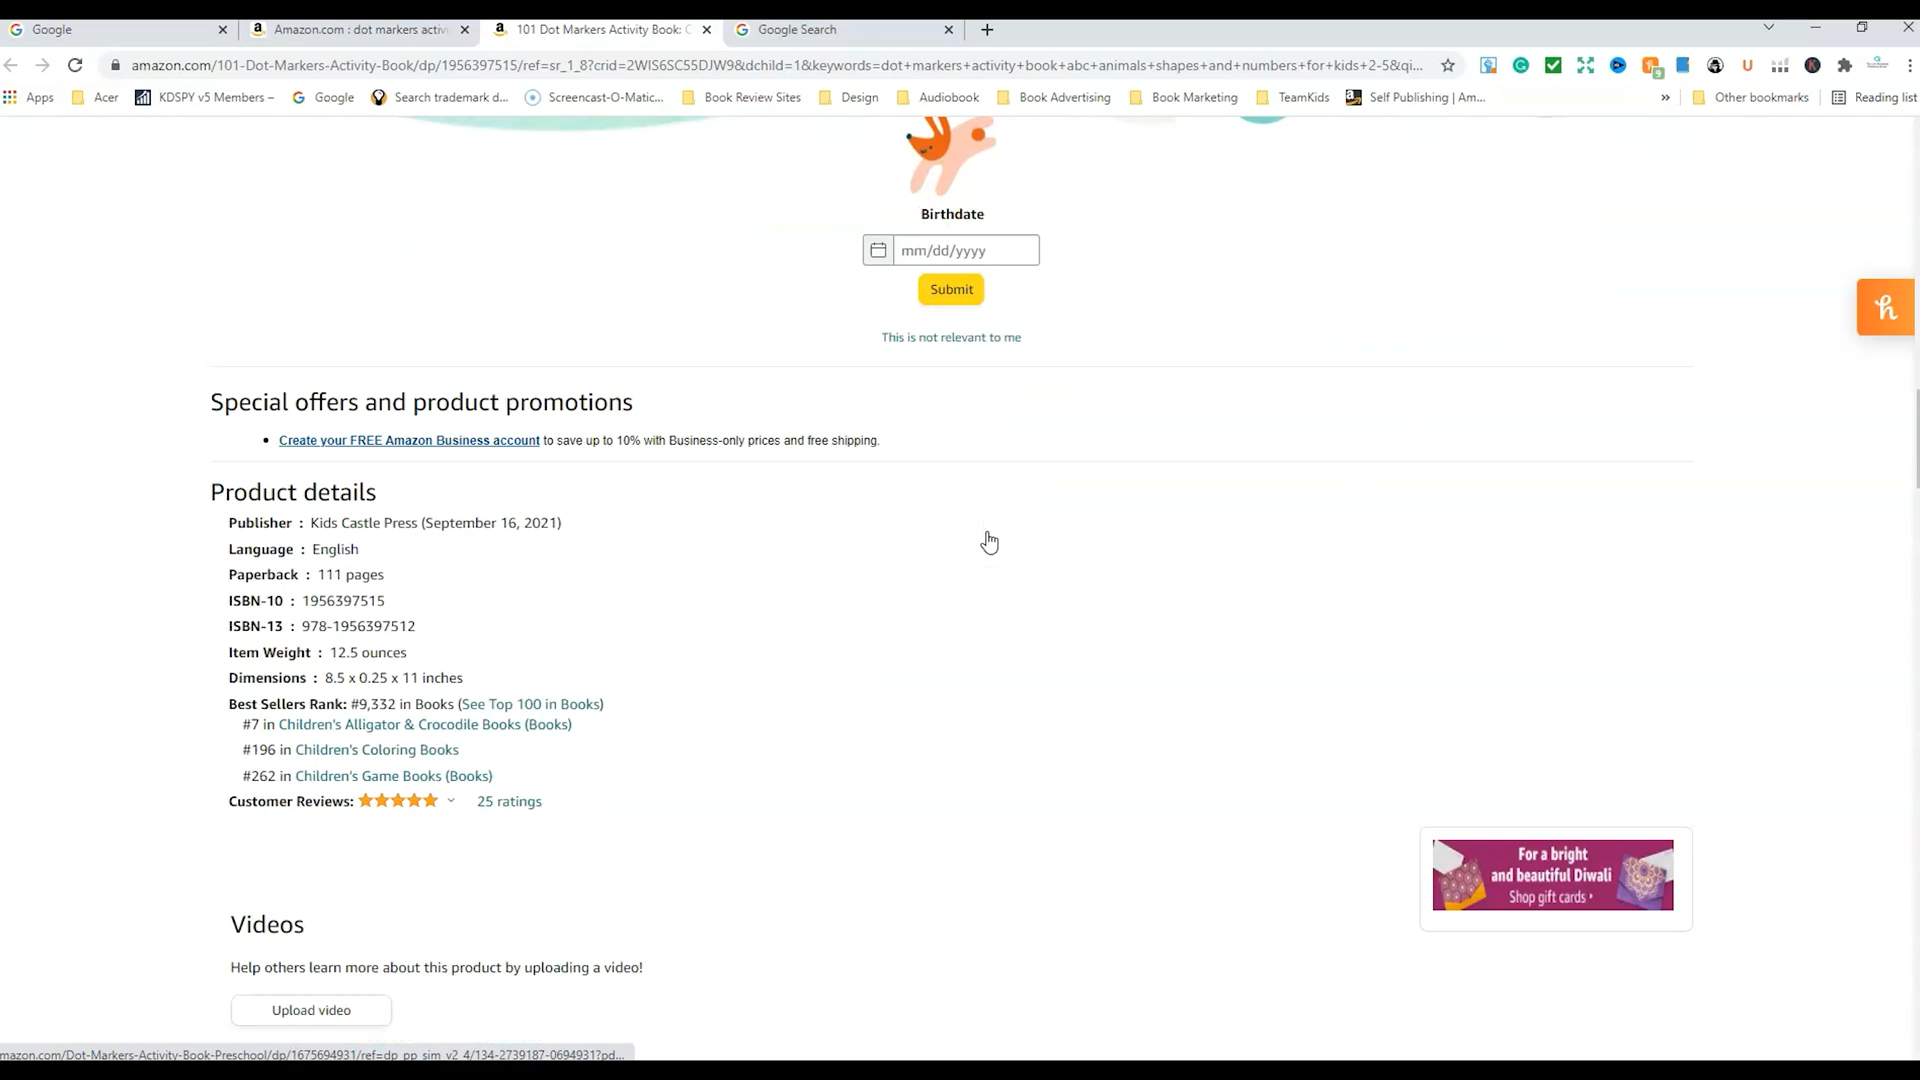 Google
Amazon.com : dot markers activi
101 Dot Markers Activity Book: C
Google Search
amazon.com/101-Dot-Markers-Activity-Book/dp/1956397515/ref=sr_1_8?crid=2WIS6SC55DJW9&dchild=1&keywords=dot+markers+activity+book+abc+animals+shapes+and+numbers+for+kids+2-5&qi...
Apps Acer KDSPY v5 Members – Google Search trademark d... Screencast-O-Matic... Book Review Sites Design Audiobook Book Advertising Book Marketing TeamKids Self Publishing | Am... » Other bookmarks Reading list
Birthdate
mm/dd/yyyy
Submit
This is not relevant to me
Special offers and product promotions
• Create your FREE Amazon Business account to save up to 10% with Business-only prices and free shipping.
Product details
Publisher : Kids Castle Press (September 16, 2021)
Language : English
Paperback : 111 pages
ISBN-10 : 1956397515
ISBN-13 : 978-1956397512
Item Weight : 12.5 ounces
Dimensions : 8.5 x 0.25 x 11 inches
Best Sellers Rank: #9,332 in Books (See Top 100 in Books)
#7 in Children's Alligator & Crocodile Books (Books)
#196 in Children's Coloring Books
#262 in Children's Game Books (Books)
Customer Reviews: 25 ratings
For a bright
and beautiful Diwali
Shop gift cards ›
Videos
Help others learn more about this product by uploading a video!
Upload video
mazon.com/Dot-Markers-Activity-Book-Preschool/dp/1675694931/ref=dp_pp_sim_v2_4/134-2739187-0694931?pd...